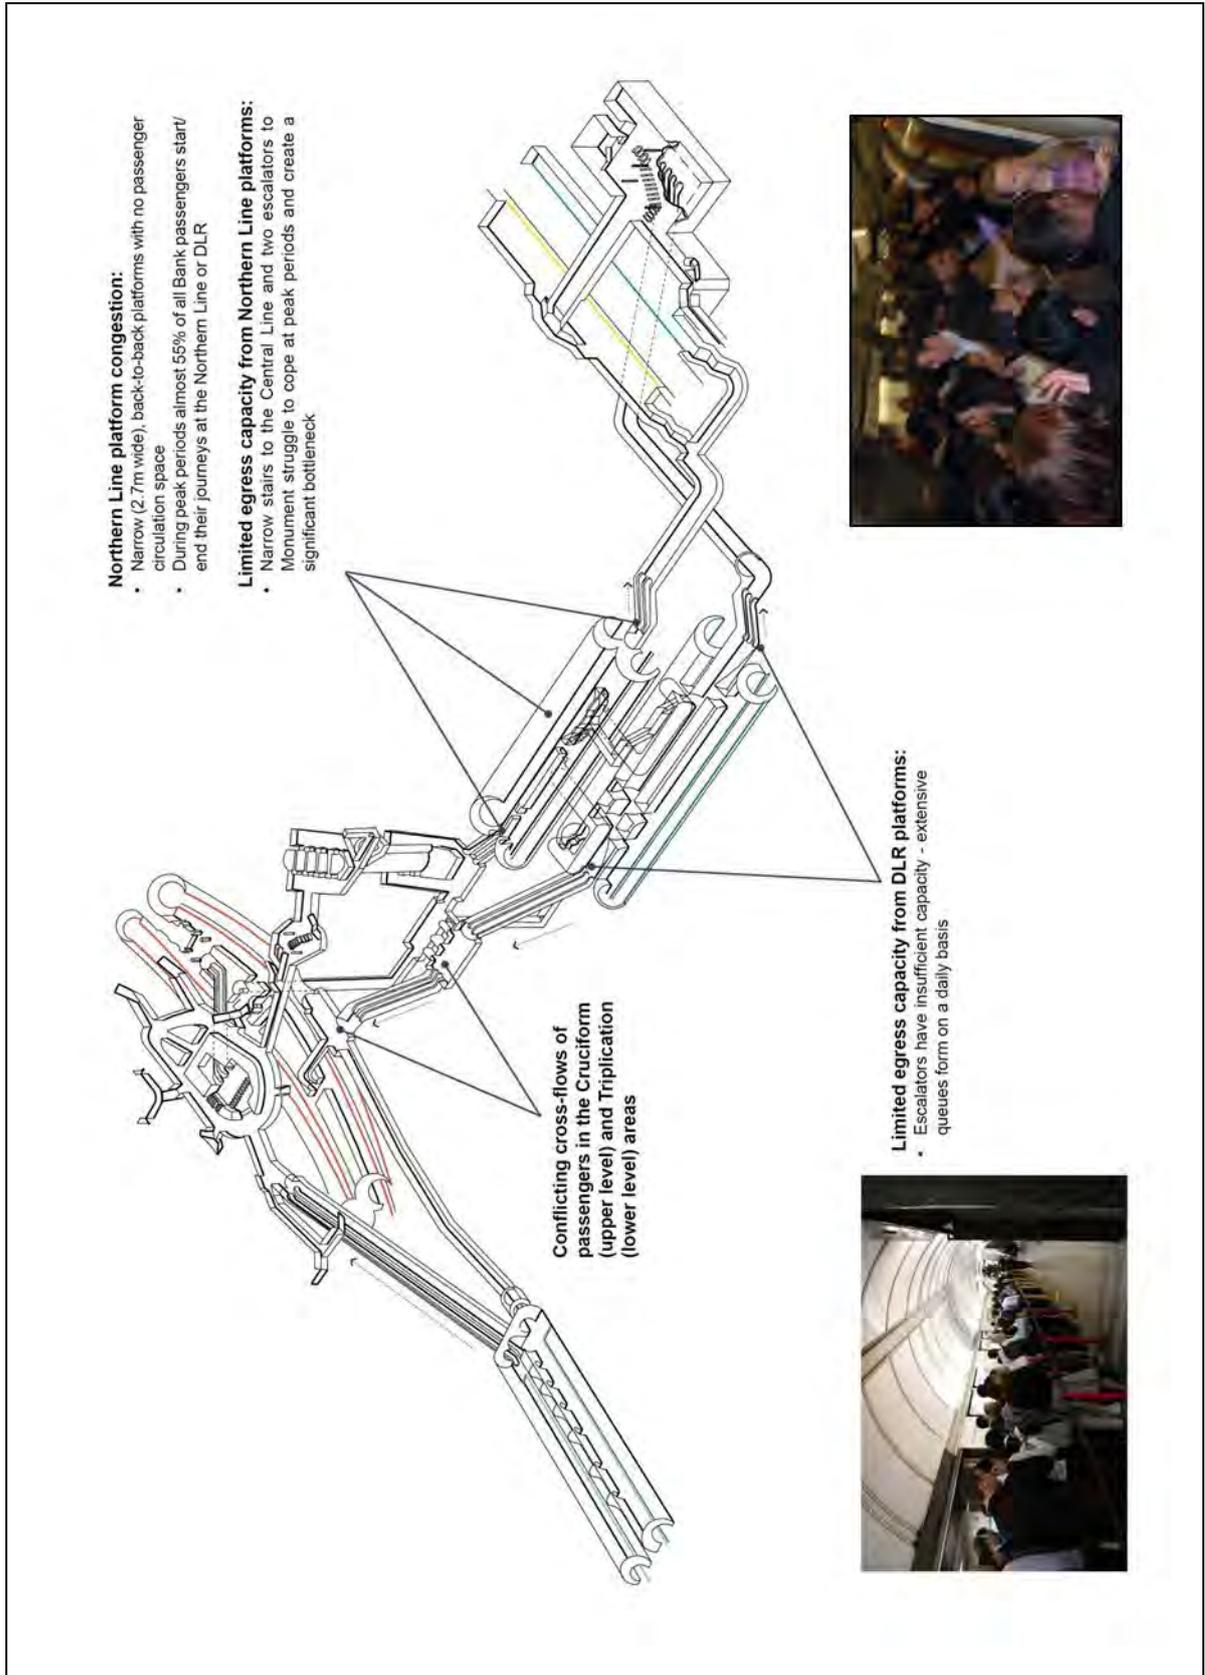 Northern Line platform congestion:
• Narrow (2.7m wide), back-to-back platforms with no passenger
circulation space
• During peak periods almost 55% of all Bank passengers start/
end their journeys at the Northern Line or DLR
Limited egress capacity from Northern Line platforms:
• Narrow stairs to the Central Line and two escalators to
Monument struggle to cope at peak periods and create a
significant bottleneck
Conflicting cross-flows of
passengers in the Cruciform
(upper level) and Triplication
(lower level) areas
Limited egress capacity from DLR platforms:
• Escalators have insufficient capacity - extensive
queues form on a daily basis